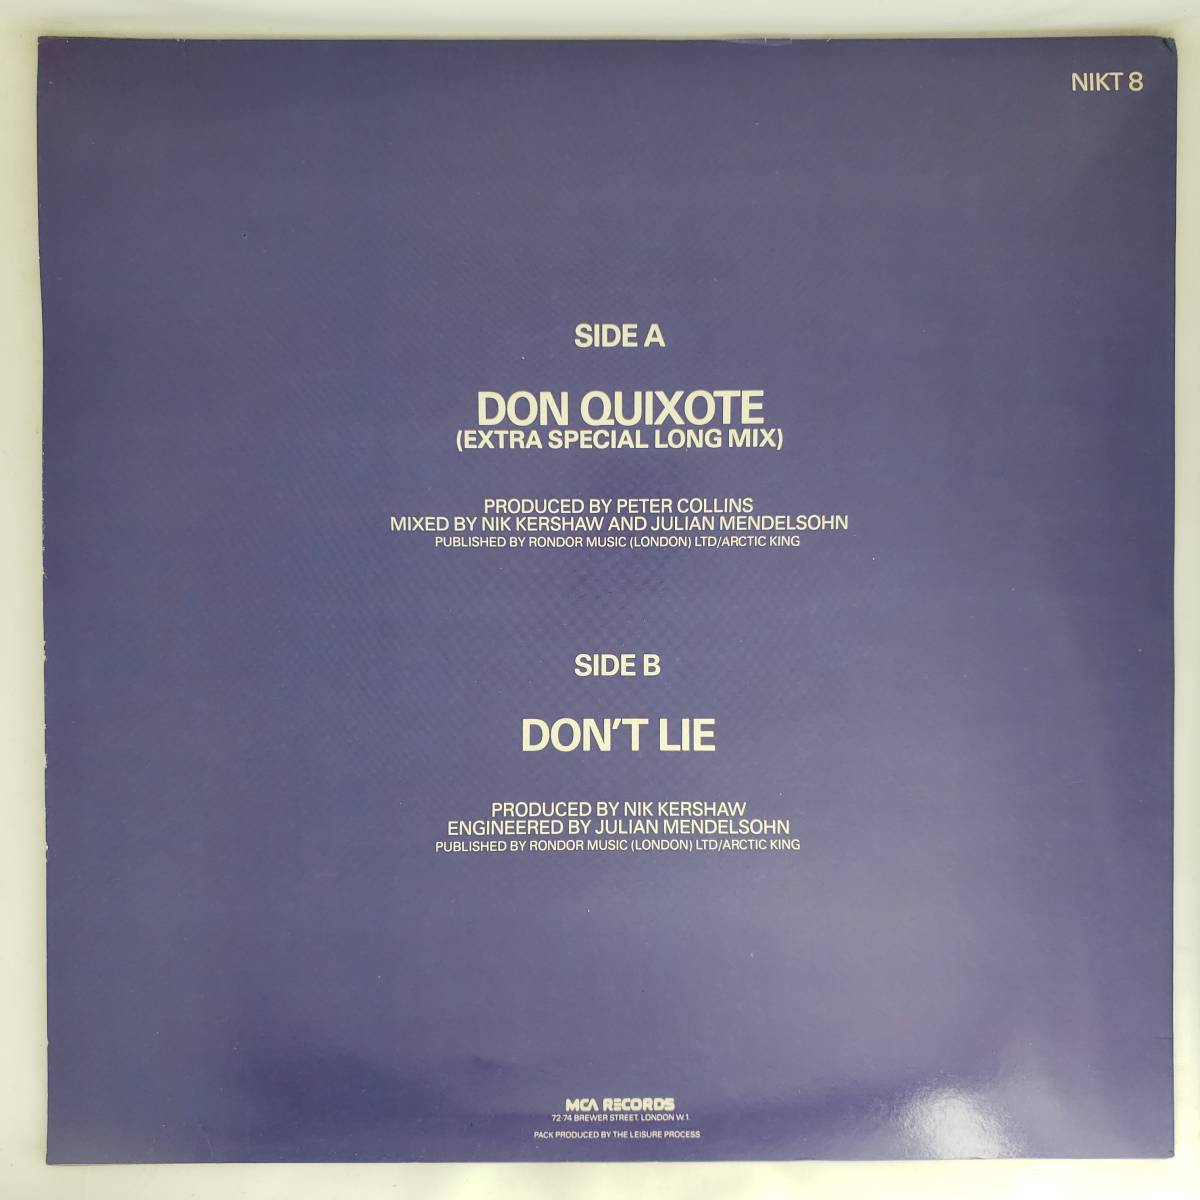 NIKT 8
SIDE A
DON QUIXOTE
(EXTRA SPECIAL LONG MIX)
PRODUCED BY PETER COLLINS
MIXED BY NIK KERSHAW AND JULIAN MENDELSOHN
PUBLISHED BY RONDOR MUSIC (LONDON) LTD/ARCTIC KING
SIDE B
DON'T LIE
PRODUCED BY NIK KERSHAW
ENGINEERED BY JULIAN MENDELSOHN
PUBLISHED BY RONDOR MUSIC (LONDON) LTD/ARCTIC KING
MCA RECORDS
72-74 BREWER STREET, LONDON W.1.
PACK PRODUCED BY THE LEISURE PROCESS